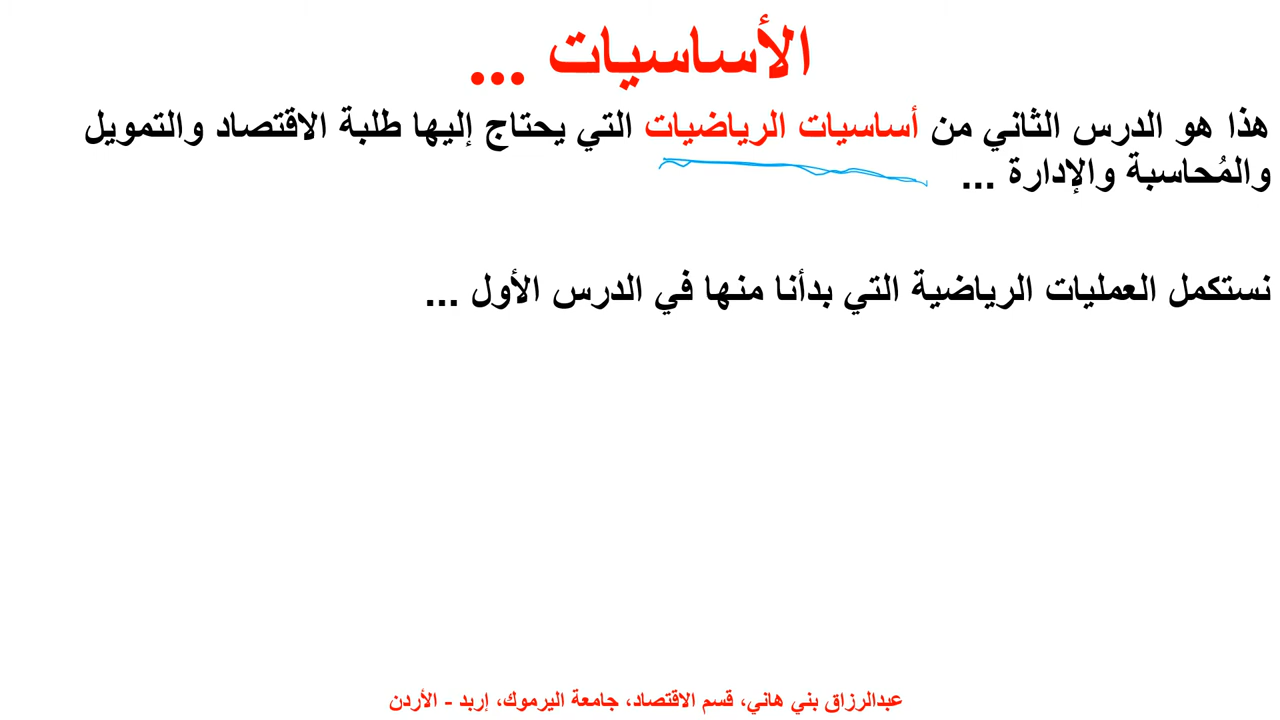 الأساسيات ...
هذا هو الدرس الثاني من أساسيات الرياضيات التي يحتاج إليها طلبة الاقتصاد والتمويل
والمُحاسبة والإدارة ...
نستكمل العمليات الرياضية التي بدأنا منها في الدرس الأول ...
عبدالرزاق بني هاني، قسم الاقتصاد، جامعة اليرموك، إربد - الأردن